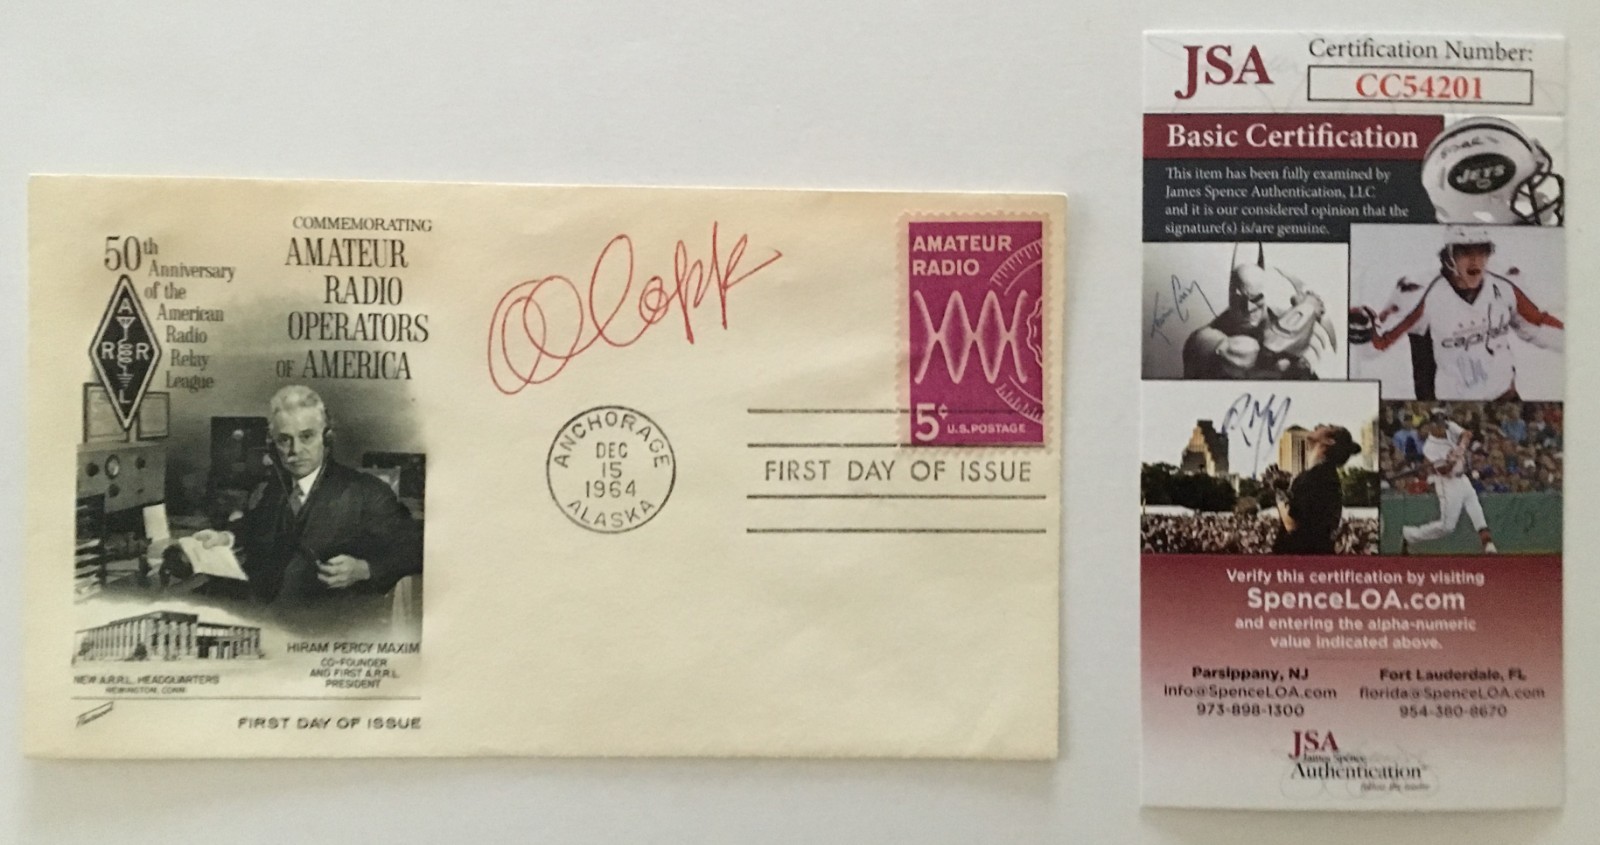 50th
Anniversary
of the
American
Radio
Relay
League
A
R R
L
COMMEMORATING
AMATEUR
RADIO
OPERATORS
OF AMERICA
NEW A.R.R.L. HEADQUARTERS
NEWINGTON, CONN.
HIRAM PERCY MAXIM
CO-FOUNDER
AND FIRST A.R.R.L.
PRESIDENT
FIRST DAY OF ISSUE
ANCHORAGE
DEC
15
1964
ALASKA
AMATEUR
RADIO
5¢ U.S. POSTAGE
FIRST DAY OF ISSUE
JSA
Certification Number:
CC54201
Basic Certification
This item has been fully examined by
James Spence Authentication, LLC
and it is our considered opinion that the
signature(s) is/are genuine.
JETS
capitals
Verify this certification by visiting
SpenceLOA.com
and entering the alpha-numeric
value indicated above.
Parsippany, NJ
info@SpenceLOA.com
973-898-1300
Fort Lauderdale, FL
florida@SpenceLOA.com
954-380-8670
JSA
James Spence
Authentication